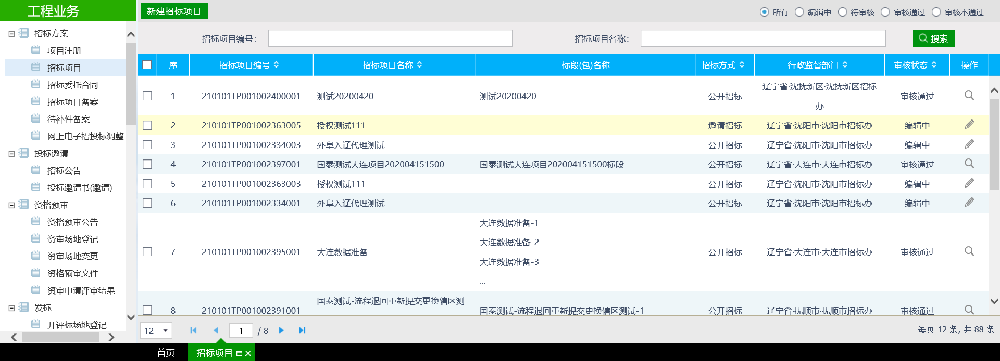 工程业务
招标方案
项目注册
招标项目
招标委托合同
招标项目备案
待补件备案
网上电子招投标调整
投标邀请
招标公告
投标邀请书(邀请)
资格预审
资格预审公告
资审场地登记
资审场地变更
资格预审文件
资审申请评审结果
发标
开评标场地登记
新建招标项目
所有 编辑中 待审核 审核通过 审核不通过
招标项目编号： 招标项目名称： 搜索
序 招标项目编号 招标项目名称 标段(包)名称 招标方式 行政监督部门 审核状态 操作
1 210101TP001002400001 测试20200420 测试20200420 公开招标 辽宁省·沈抚新区·沈抚新区招标办 审核通过
2 210101TP001002363005 授权测试111 邀请招标 辽宁省·沈阳市·沈阳市招标办 编辑中
3 210101TP001002334003 外阜入辽代理测试 公开招标 辽宁省·沈阳市·沈阳市招标办 编辑中
4 210101TP001002397001 国泰测试大连项目202004151500 国泰测试大连项目202004151500标段 公开招标 辽宁省·大连市·大连市招标办 审核通过
5 210101TP001002363003 授权测试111 公开招标 辽宁省·沈阳市·沈阳市招标办 编辑中
6 210101TP001002334001 外阜入辽代理测试 公开招标 辽宁省·沈阳市·沈阳市招标办 编辑中
大连数据准备-1
大连数据准备-2
7 210101TP001002395001 大连数据准备 公开招标 辽宁省·大连市·大连市招标办 审核通过
大连数据准备-3
...
国泰测试-流程退回重新提交更换辖区测
8 210101TP001002391001 国泰测试-流程退回重新提交更换辖区测试-1 公开招标 辽宁省·抚顺市·抚顺市招标办 审核通过
12 1 / 8 每页 12 条, 共 88 条
首页 招标项目